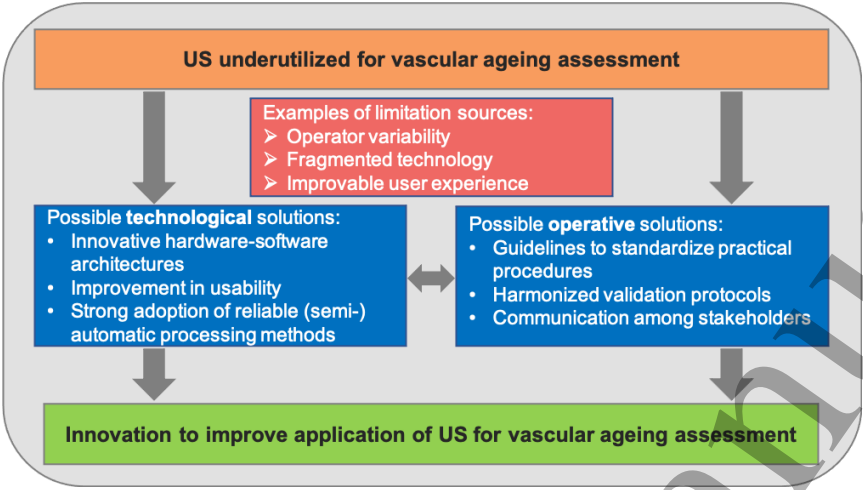 US underutilized for vascular ageing assessment
Examples of limitation sources:
➢ Operator variability
➢ Fragmented technology
➢ Improvable user experience
Possible technological solutions:
• Innovative hardware-software
architectures
• Improvement in usability
• Strong adoption of reliable (semi-)
automatic processing methods
Possible operative solutions:
• Guidelines to standardize practical
procedures
• Harmonized validation protocols
• Communication among stakeholders
Innovation to improve application of US for vascular ageing assessment